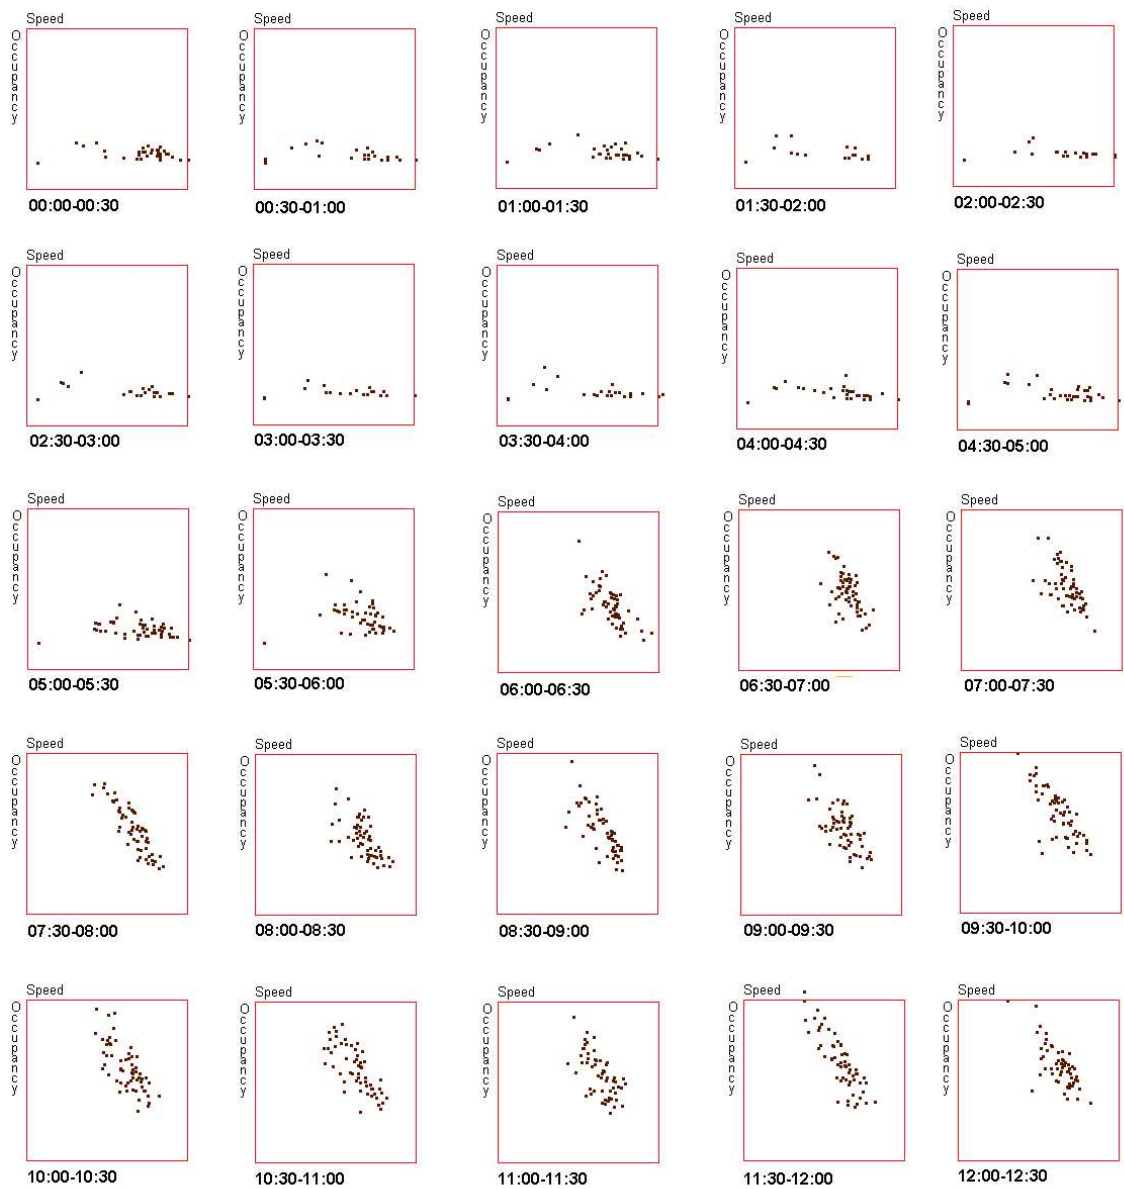 Speed Speed Speed Speed Speed
Occupancy Occupancy Occupancy Occupancy Occupancy
00:00-00:30 00:30-01:00 01:00-01:30 01:30-02:00 02:00-02:30
Speed Speed Speed Speed Speed
Occupancy Occupancy Occupancy Occupancy Occupancy
02:30-03:00 03:00-03:30 03:30-04:00 04:00-04:30 04:30-05:00
Speed Speed Speed Speed Speed
Occupancy Occupancy Occupancy Occupancy Occupancy
05:00-05:30 05:30-06:00 06:00-06:30 06:30-07:00 07:00-07:30
Speed Speed Speed Speed Speed
Occupancy Occupancy Occupancy Occupancy Occupancy
07:30-08:00 08:00-08:30 08:30-09:00 09:00-09:30 09:30-10:00
Speed Speed Speed Speed Speed
Occupancy Occupancy Occupancy Occupancy Occupancy
10:00-10:30 10:30-11:00 11:00-11:30 11:30-12:00 12:00-12:30